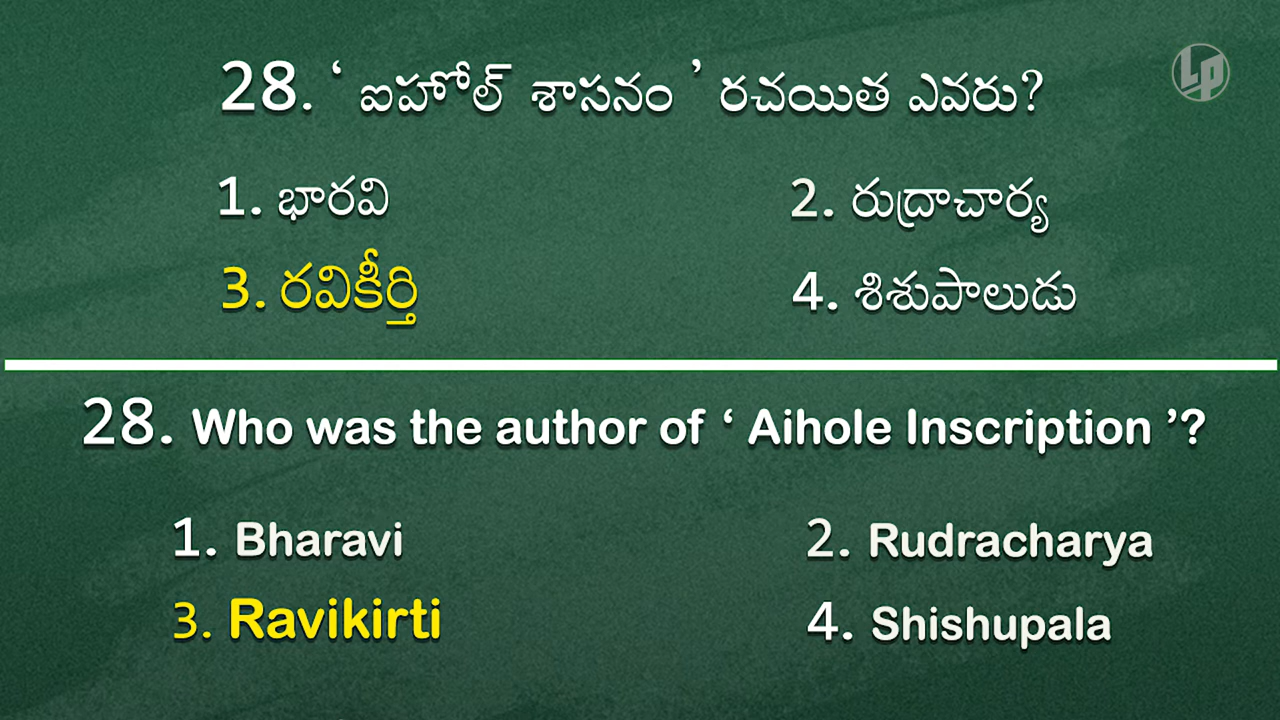 28. ‘ ఐహోల్ శాసనం ’ రచయిత ఎవరు?
1. భారవి 2. రుద్రాచార్య
3. రవికీర్తి 4. శిశుపాలుడు
28. Who was the author of ‘ Aihole Inscription ’?
1. Bharavi 2. Rudracharya
3. Ravikirti 4. Shishupala
LP